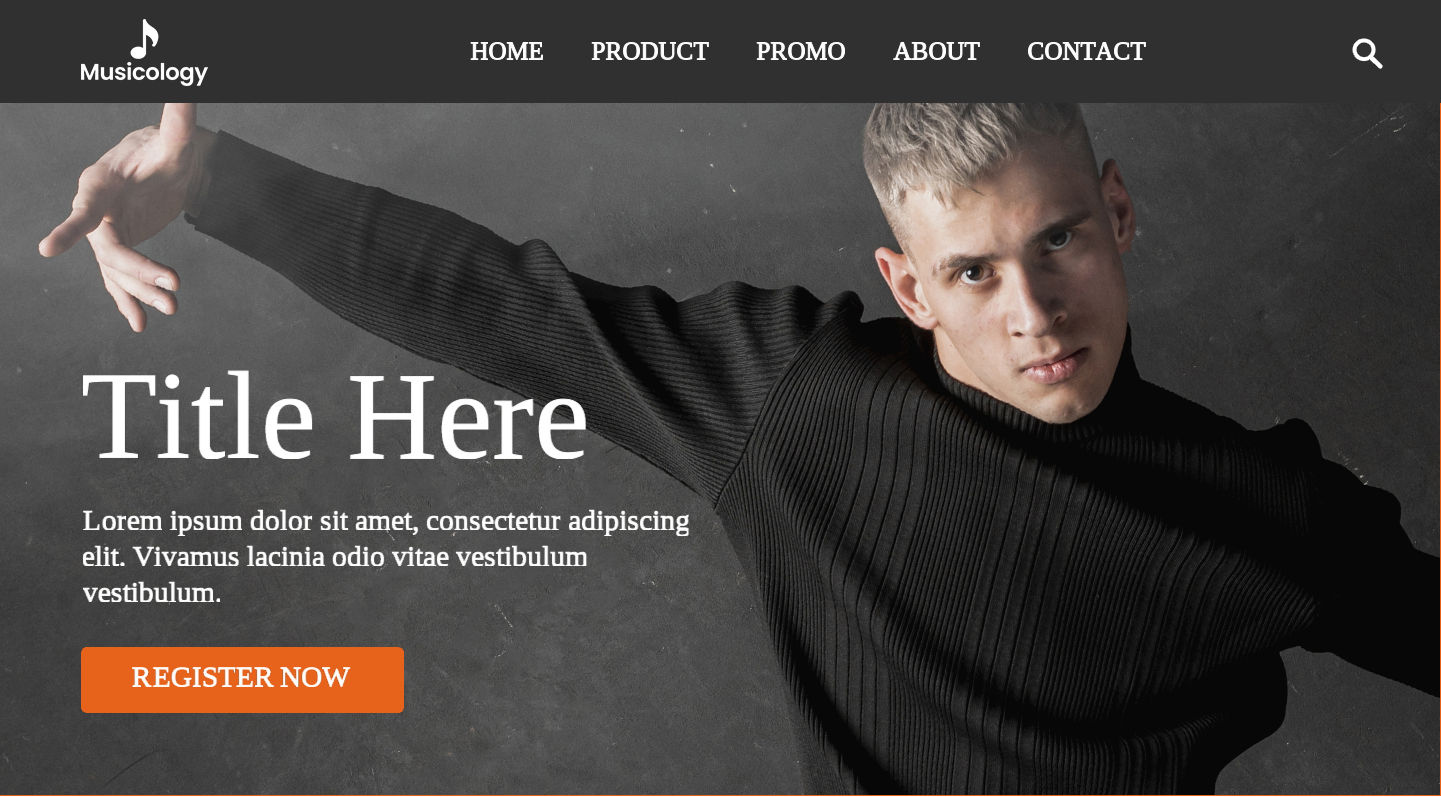 Musicology
HOME PRODUCT PROMO ABOUT CONTACT
Title Here
Lorem ipsum dolor sit amet, consectetur adipiscing
elit. Vivamus lacinia odio vitae vestibulum
vestibulum.
REGISTER NOW